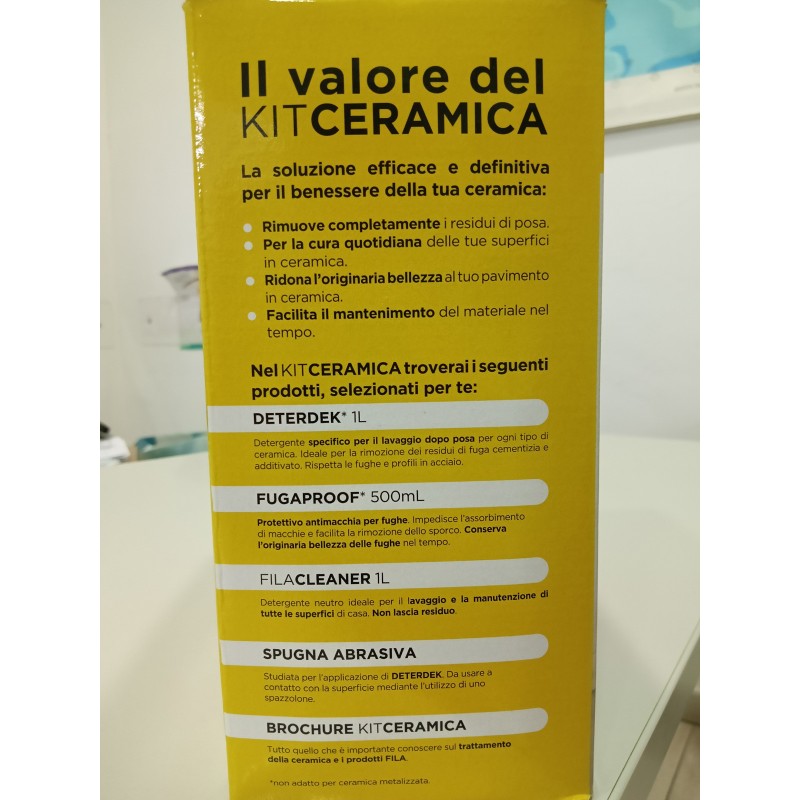 Il valore del
KITCERAMICA
La soluzione efficace e definitiva
per il benessere della tua ceramica:
Rimuove completamente i residui di posa.
Per la cura quotidiana delle tue superfici
in ceramica.
Ridona l'originaria bellezza al tuo pavimento
in ceramica.
Facilita il mantenimento del materiale nel
tempo.
Nel KITCERAMICA troverai i seguenti
prodotti, selezionati per te:
DETERDEK* 1L
Detergente specifico per il lavaggio dopo posa per ogni tipo di
ceramica. Ideale per la rimozione dei residui di fuga cementizia e
additivato. Rispetta le fughe e profili in acciaio.
FUGAPROOF* 500mL
Protettivo antimacchia per fughe. Impedisce l'assorbimento
di macchie e facilita la rimozione dello sporco. Conserva
l'originaria bellezza delle fughe nel tempo.
FILACLEANER 1L
Detergente neutro ideale per il lavaggio e la manutenzione di
tutte le superfici di casa. Non lascia residuo.
SPUGNA ABRASIVA
Studiata per l'applicazione di DETERDEK. Da usare a
contatto con la superficie mediante l'utilizzo di uno
spazzolone.
BROCHURE KITCERAMICA
Tutto quello che è importante conoscere sul trattamento
della ceramica e i prodotti FILA.
*non adatto per ceramica metalizzata.